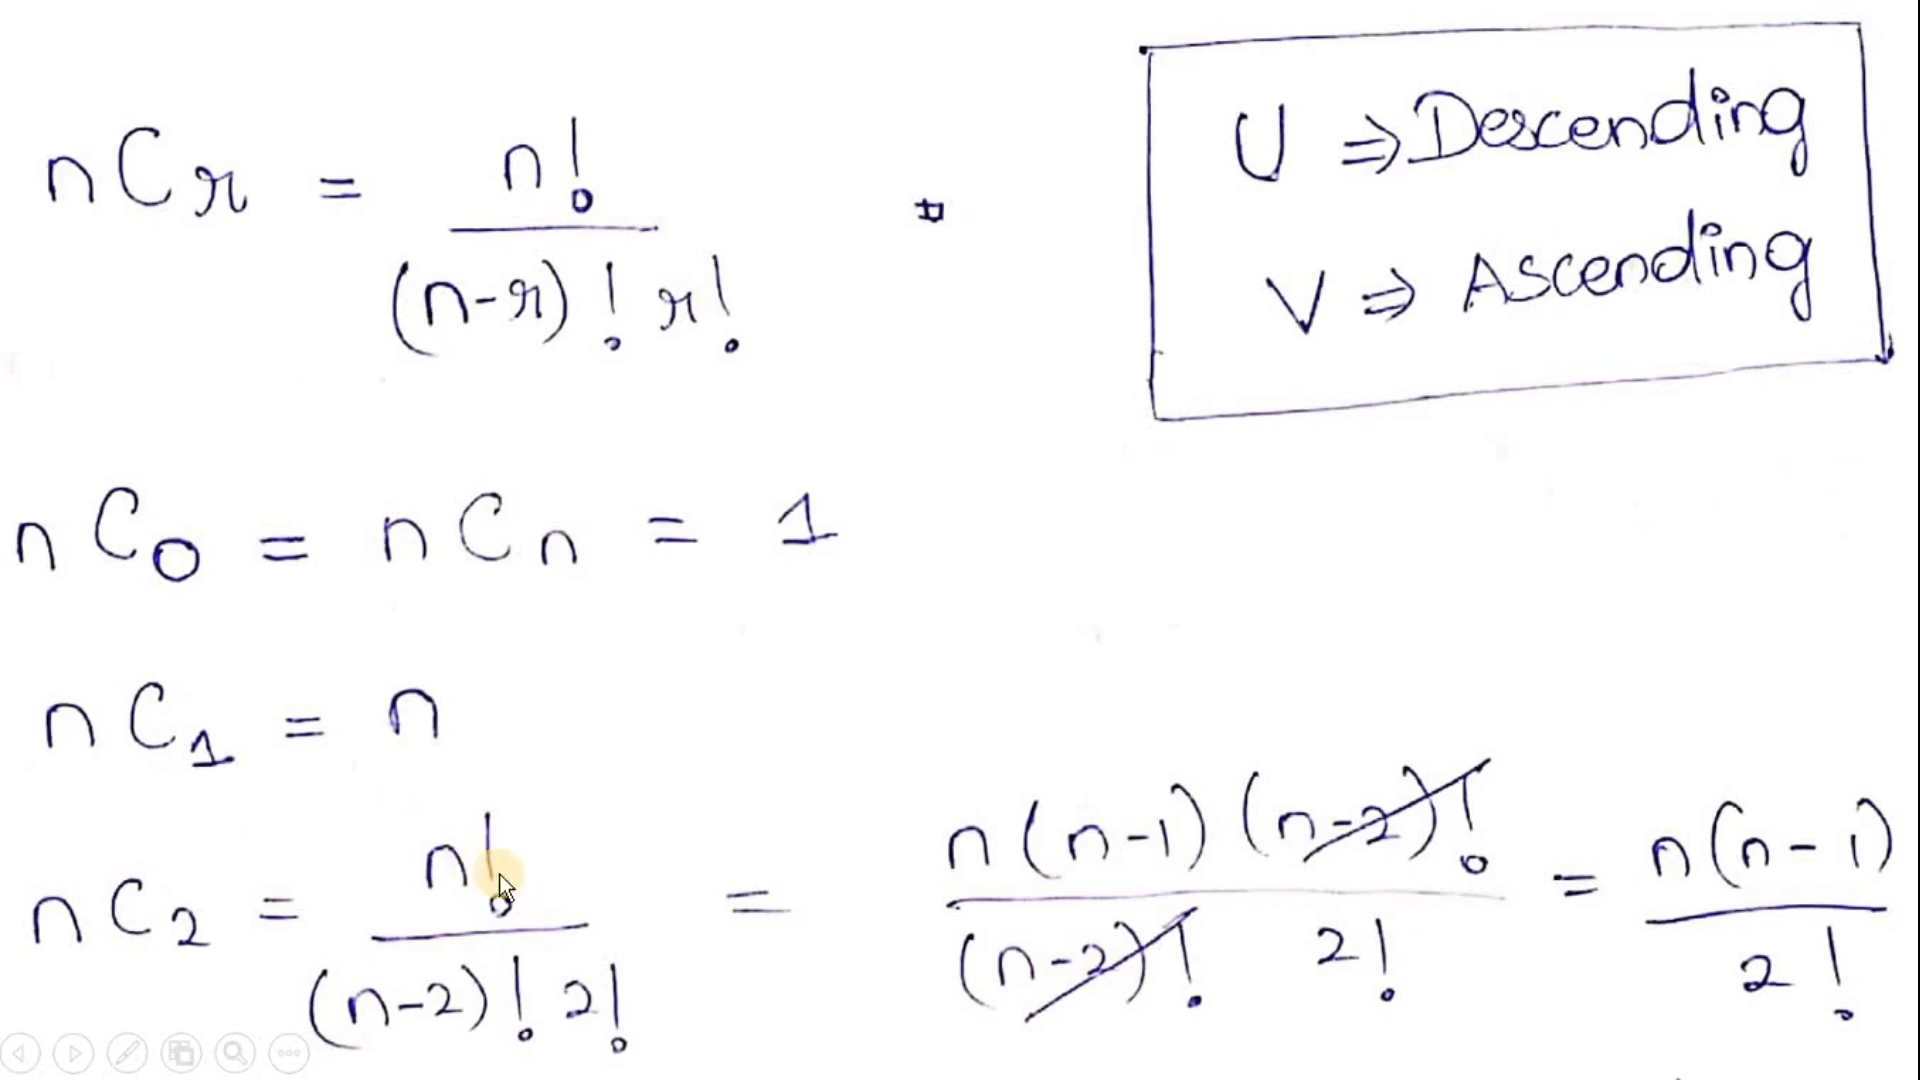 nCr = n! / (n-r)! r!
U ⇒ Descending
V ⇒ Ascending
nC0 = nCn = 1
nC1 = n
nC2 = n! / (n-2)! 2! = n(n-1)(n-2)! / (n-2)! 2! = n(n-1) / 2!